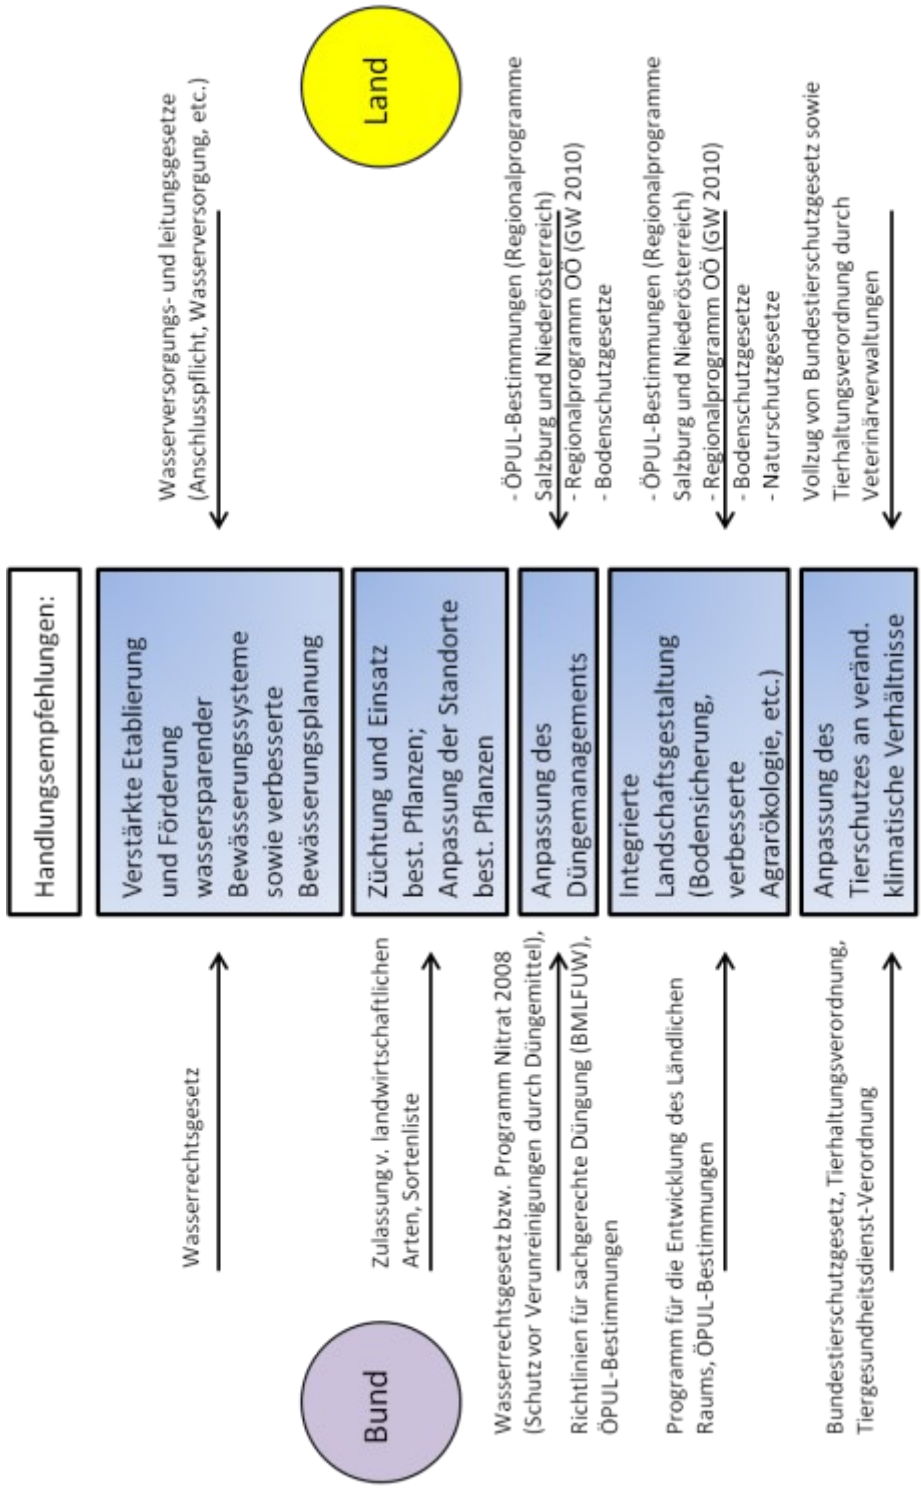 Handlungsempfehlungen:
Bund
Land
Wasserrechtsgesetz
Verstärkte Etablierung
und Förderung
wassersparender
Bewässerungssysteme
sowie verbesserte
Bewässerungsplanung
Wasserversorgungs- und leitungsgesetze
(Anschlusspflicht, Wasserversorgung, etc.)
Zulassung v. landwirtschaftlichen
Arten, Sortenliste
Züchtung und Einsatz
best. Pflanzen;
Anpassung der Standorte
best. Pflanzen
Wasserrechtsgesetz bzw. Programm Nitrat 2008
(Schutz vor Verunreinigungen durch Düngemittel),
Richtlinien für sachgerechte Düngung (BMLFUW),
ÖPUL-Bestimmungen
Anpassung des
Düngemanagements
- ÖPUL-Bestimmungen (Regionalprogramme
Salzburg und Niederösterreich)
- Regionalprogramm OÖ (GW 2010)
- Bodenschutzgesetze
Programm für die Entwicklung des Ländlichen
Raums, ÖPUL-Bestimmungen
Integrierte
Landschaftsgestaltung
(Bodensicherung,
verbesserte
Agrarökologie, etc.)
- ÖPUL-Bestimmungen (Regionalprogramme
Salzburg und Niederösterreich)
- Regionalprogramm OÖ (GW 2010)
- Bodenschutzgesetze
- Naturschutzgesetze
Bundestierschutzgesetz, Tierhaltungsverordnung,
Tiergesundheitsdienst-Verordnung
Anpassung des
Tierschutzes an veränd.
klimatische Verhältnisse
Vollzug von Bundestierschutzgesetz sowie
Tierhaltungsverordnung durch
Veterinärverwaltungen